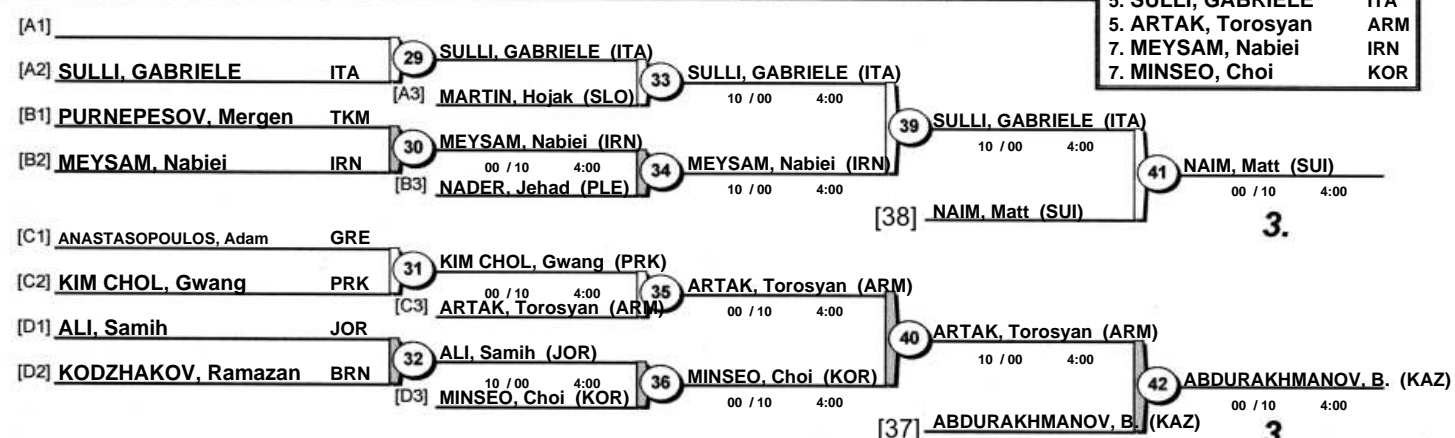 5. SULLI, GABRIELE ITA
5. ARTAK, Torosyan ARM
7. MEYSAM, Nabiei IRN
7. MINSEO, Choi KOR
[A1]
29 SULLI, GABRIELE (ITA)
[A2] SULLI, GABRIELE ITA
33 SULLI, GABRIELE (ITA)
10 / 00 4:00
[A3] MARTIN, Hojak (SLO)
[B1] PURNEPESOV, Mergen TKM
39 SULLI, GABRIELE (ITA)
10 / 00 4:00
30 MEYSAM, Nabiei (IRN)
00 / 10 4:00
[B2] MEYSAM, Nabiei IRN
34 MEYSAM, Nabiei (IRN)
10 / 00 4:00
[B3] NADER, Jehad (PLE)
41 NAIM, Matt (SUI)
00 / 10 4:00
[38] NAIM, Matt (SUI)
3.
[C1] ANASTASOPOULOS, Adam GRE
31 KIM CHOL, Gwang (PRK)
00 / 10 4:00
[C2] KIM CHOL, Gwang PRK
35 ARTAK, Torosyan (ARM)
00 / 10 4:00
[C3] ARTAK, Torosyan (ARM)
[D1] ALI, Samih JOR
40 ARTAK, Torosyan (ARM)
10 / 00 4:00
32 ALI, Samih (JOR)
10 / 00 4:00
[D2] KODZHAKOV, Ramazan BRN
36 MINSEO, Choi (KOR)
00 / 10 4:00
[D3] MINSEO, Choi (KOR)
42 ABDURAKHMANOV, B. (KAZ)
00 / 10 4:00
[37] ABDURAKHMANOV, B. (KAZ)
3